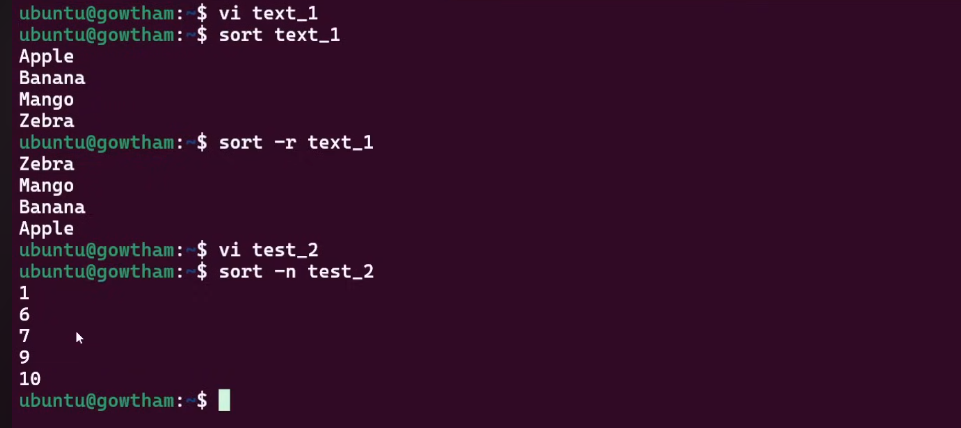 ubuntu@gowtham:~$ vi text_1
ubuntu@gowtham:~$ sort text_1
Apple
Banana
Mango
Zebra
ubuntu@gowtham:~$ sort -r text_1
Zebra
Mango
Banana
Apple
ubuntu@gowtham:~$ vi test_2
ubuntu@gowtham:~$ sort -n test_2
1
6
7
9
10
ubuntu@gowtham:~$